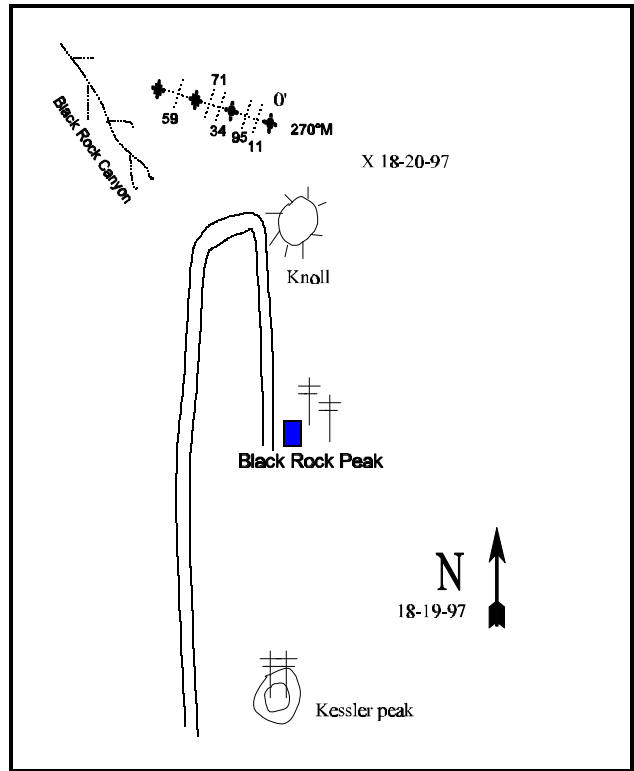 71
0'
59
34
95
11
270°M
Black Rock Canyon
X 18-20-97
Knoll
Black Rock Peak
N
18-19-97
Kessler peak